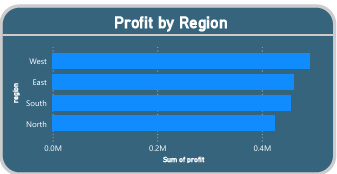 Profit by Region
West
East
South
North
region
0.0M 0.2M 0.4M
Sum of profit